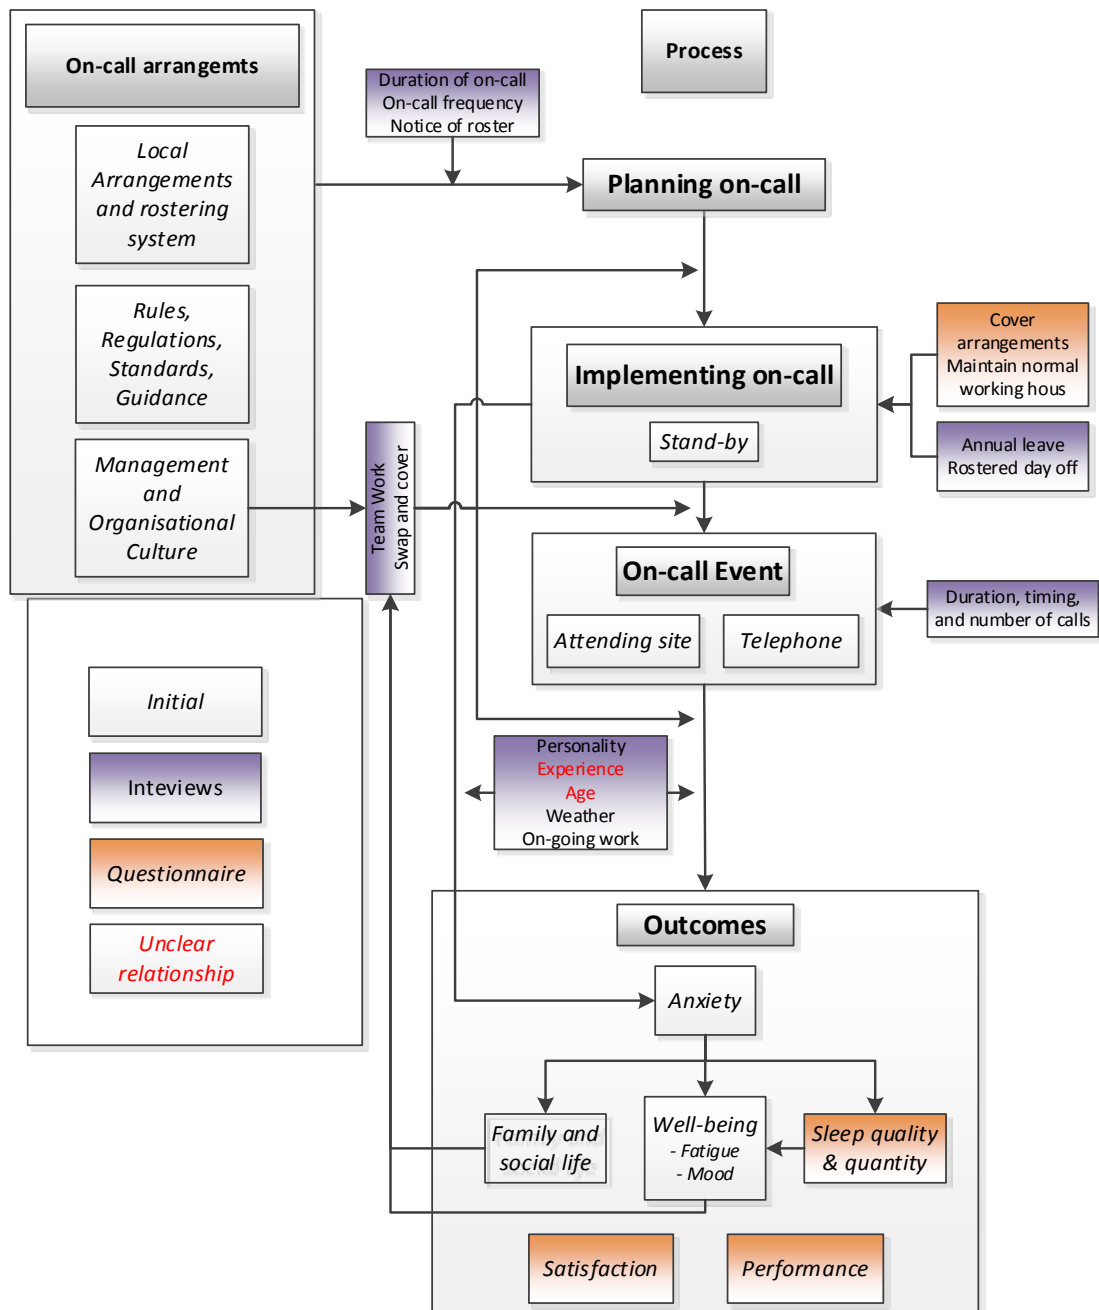 On-call arrangemts
Process
Duration of on-call
On-call frequency
Notice of roster
Local
Arrangements
and rostering
system
Planning on-call
Rules,
Regulations,
Standards,
Guidance
Implementing on-call
Stand-by
Cover
arrangements
Maintain normal
working hous
Annual leave
Rostered day off
Management
and
Organisational
Culture
Team Work
Swap and cover
On-call Event
Attending site
Telephone
Duration, timing,
and number of calls
Initial
Inteviews
Questionnaire
Unclear
relationship
Personality
Experience
Age
Weather
On-going work
Outcomes
Anxiety
Family and
social life
Well-being
- Fatigue
- Mood
Sleep quality
& quantity
Satisfaction
Performance